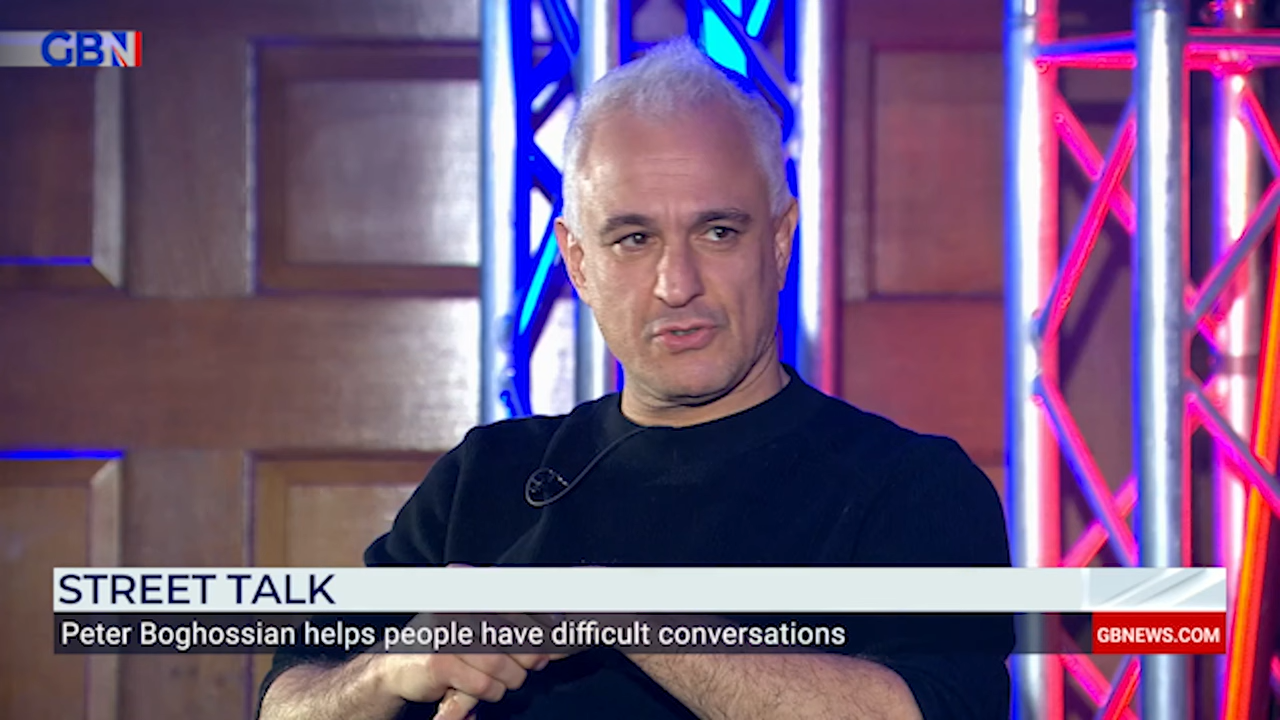 GBN
STREET TALK
Peter Boghossian helps people have difficult conversations
GBNEWS.COM